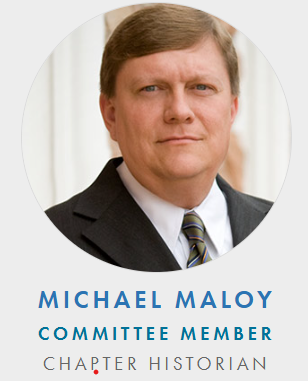 MICHAEL MALOY
COMMITTEE MEMBER
CHAPTER HISTORIAN